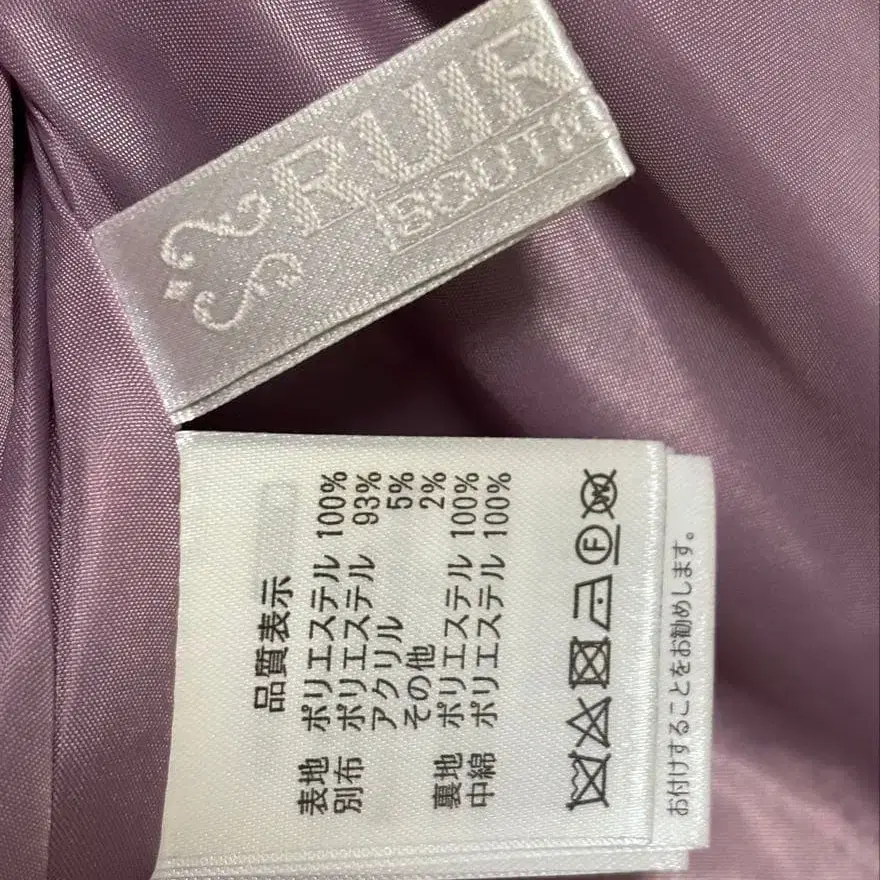 RUIR
BOUT
品質表示
表地 ポリエステル 100%
別布 ポリエステル 93%
アクリル 5%
その他 2%
裏地 ポリエステル 100%
中綿 ポリエステル 100%
F W
お付けすることをお勧めします。